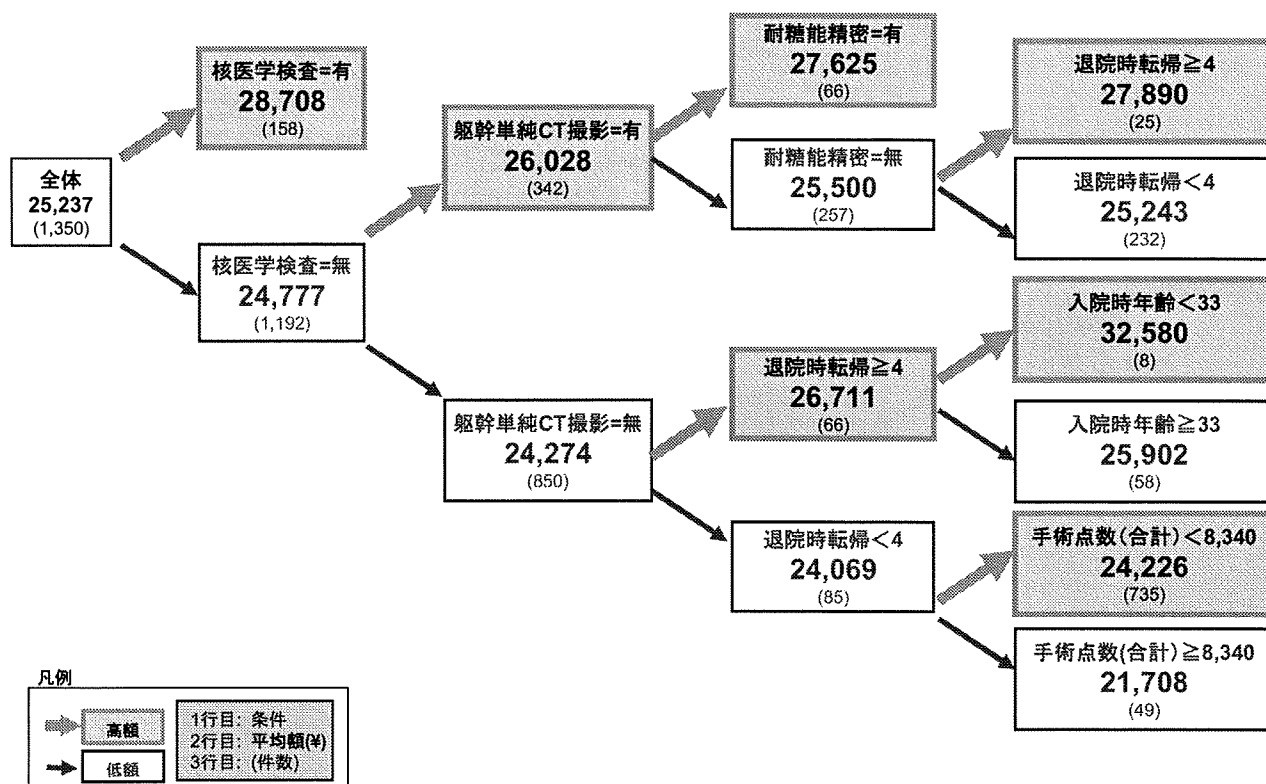 全体
25,237
(1,350)
核医学検査=有
28,708
(158)
核医学検査=無
24,777
(1,192)
躯幹単純CT撮影=有
26,028
(342)
躯幹単純CT撮影=無
24,274
(850)
耐糖能精密=有
27,625
(66)
耐糖能精密=無
25,500
(257)
退院時転帰≧4
26,711
(66)
退院時転帰<4
24,069
(85)
退院時転帰≧4
27,890
(25)
退院時転帰<4
25,243
(232)
入院時年齢<33
32,580
(8)
入院時年齢≧33
25,902
(58)
手術点数(合計)<8,340
24,226
(735)
手術点数(合計)≧8,340
21,708
(49)
凡例
高額
低額
1行目: 条件
2行目: 平均額(¥)
3行目: (件数)